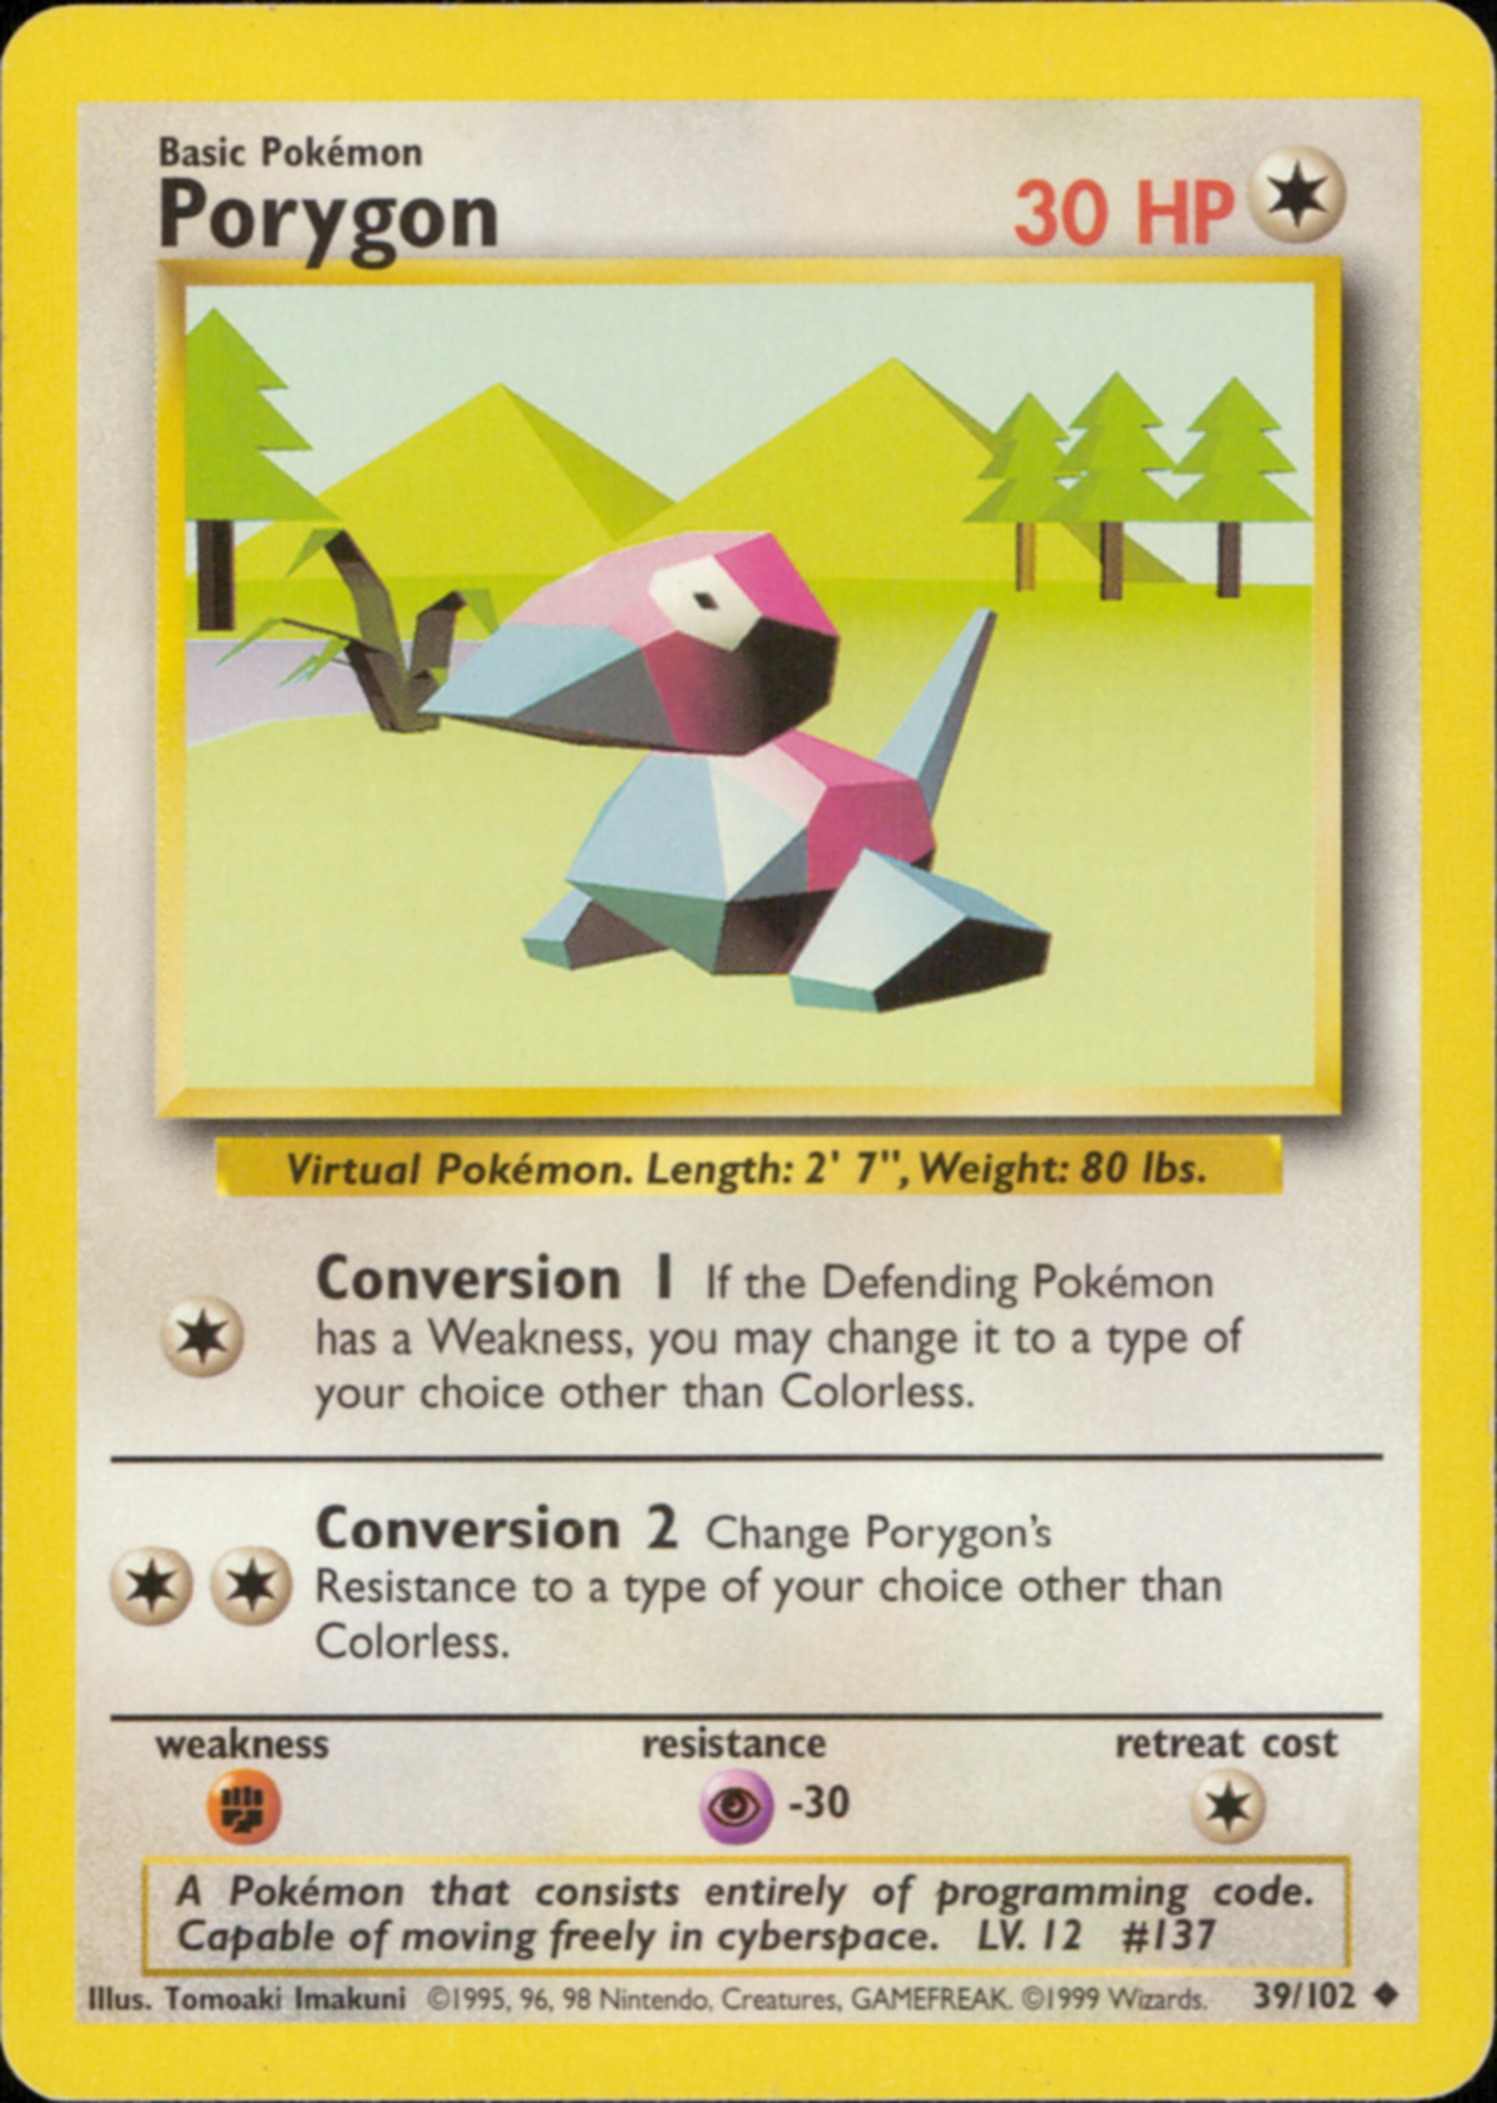 Basic Pokémon
Porygon
30 HP
Virtual Pokémon. Length: 2' 7", Weight: 80 lbs.
Conversion 1 If the Defending Pokémon
has a Weakness, you may change it to a type of
your choice other than Colorless.
Conversion 2 Change Porygon's
Resistance to a type of your choice other than
Colorless.
weakness resistance retreat cost
-30
A Pokémon that consists entirely of programming code.
Capable of moving freely in cyberspace. LV. 12 #137
Illus. Tomoaki Imakuni ©1995, 96, 98 Nintendo, Creatures, GAMEFREAK. ©1999 Wizards. 39/102